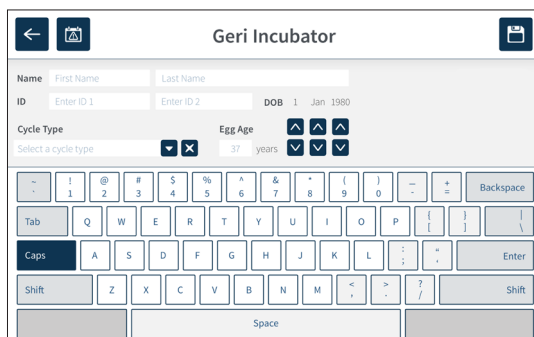 Geri Incubator
Name First Name Last Name
ID Enter ID 1 Enter ID 2 DOB 1 Jan 1980
Cycle Type Egg Age
Select a cycle type 37 years
~ ! @ # $ % ^ & * ( ) _ +
` 1 2 3 4 5 6 7 8 9 0 - = Backspace
Tab Q W E R T Y U I O P { [ } ] | \
Caps A S D F G H J K L : ; “ ‘ Enter
Shift Z X C V B N M < , > . ? / Shift
Space